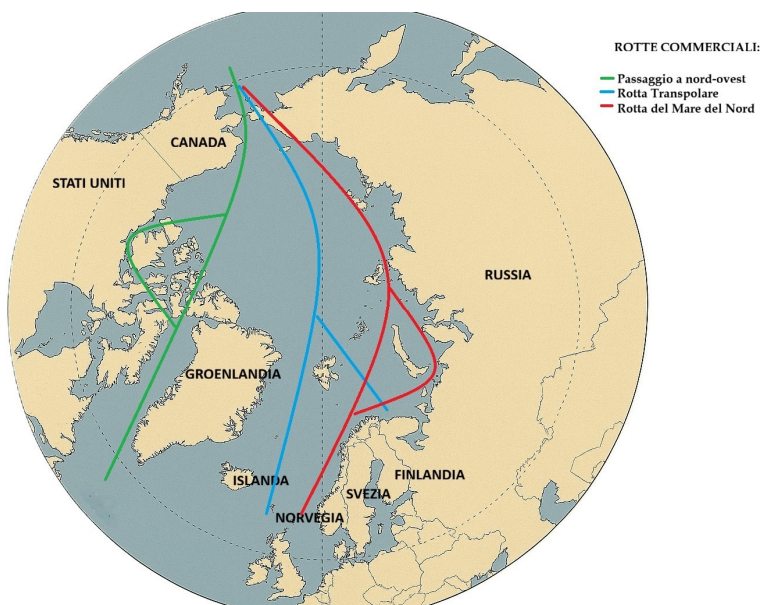 ROTTE COMMERCIALI:
Passaggio a nord-ovest
Rotta Transpolare
Rotta del Mare del Nord
CANADA
STATI UNITI
RUSSIA
GROENLANDIA
ISLANDA
FINLANDIA
SVEZIA
NORVEGIA